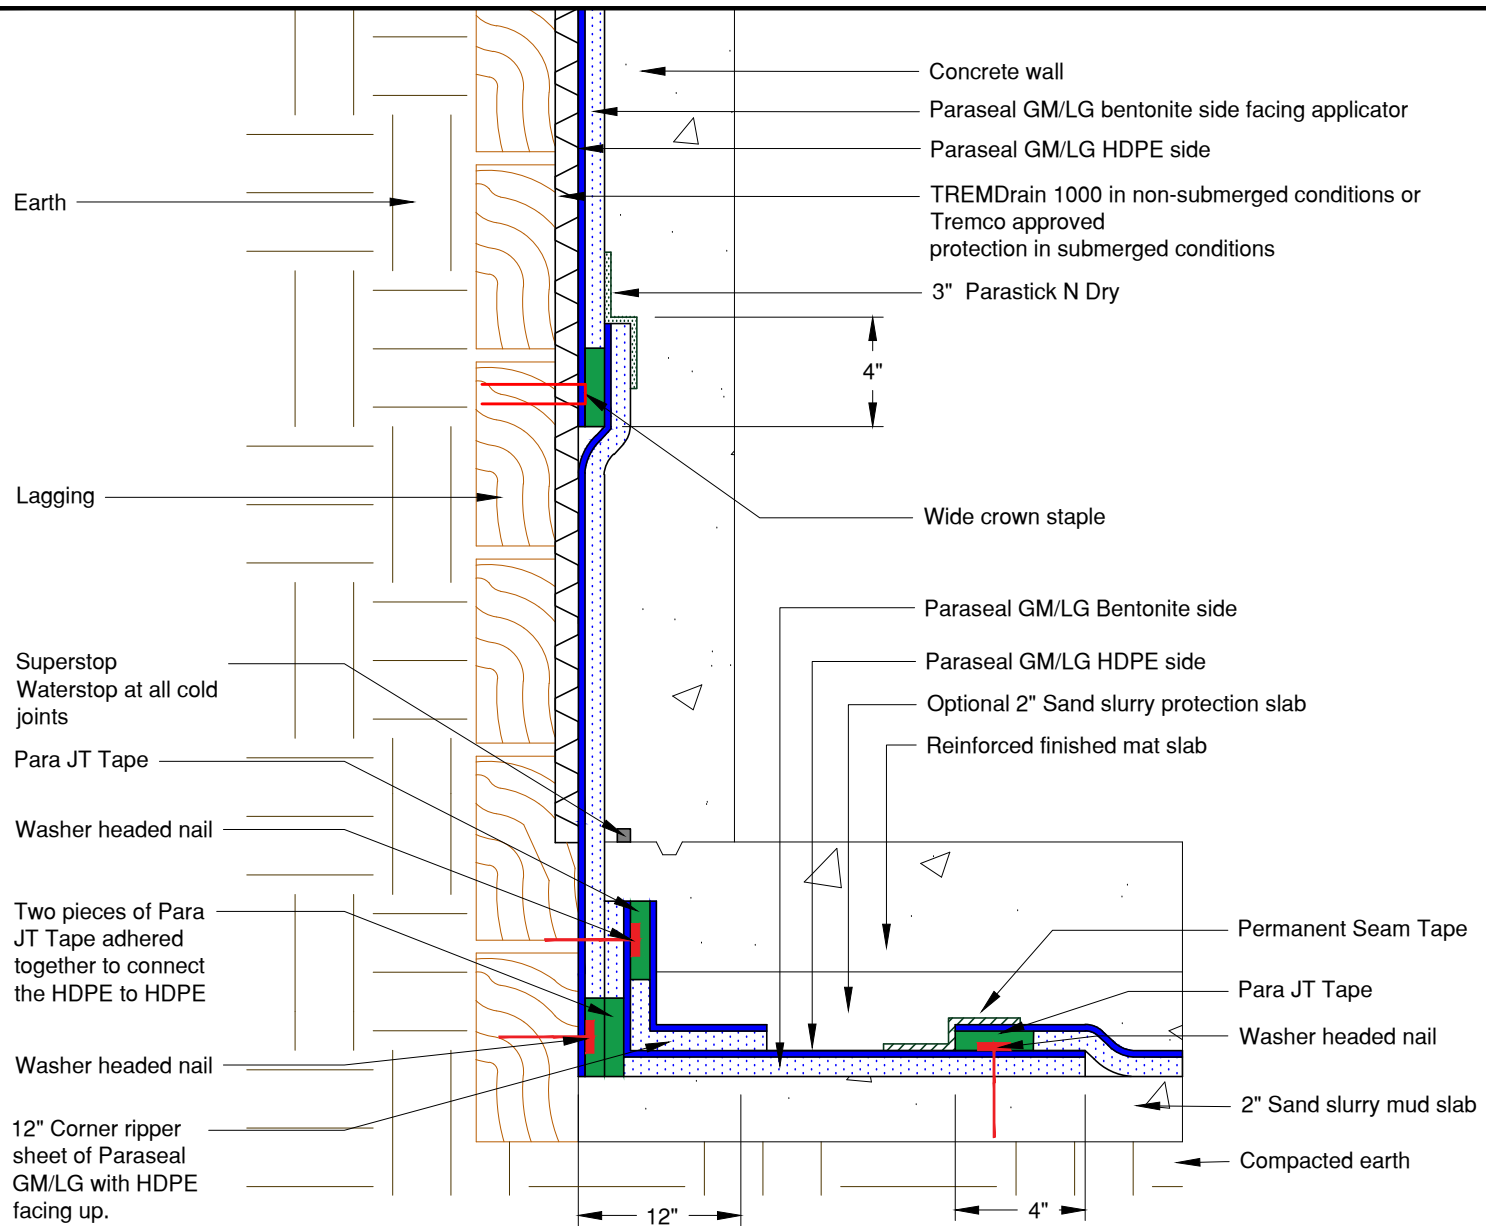 Concrete wall
Paraseal GM/LG bentonite side facing applicator
Paraseal GM/LG HDPE side
TREMDrain 1000 in non-submerged conditions or
Tremco approved
protection in submerged conditions
3" Parastick N Dry
4"
Earth
Lagging
Wide crown staple
Paraseal GM/LG Bentonite side
Paraseal GM/LG HDPE side
Optional 2" Sand slurry protection slab
Reinforced finished mat slab
Superstop
Waterstop at all cold
joints
Para JT Tape
Washer headed nail
Two pieces of Para
JT Tape adhered
together to connect
the HDPE to HDPE
Washer headed nail
12" Corner ripper
sheet of Paraseal
GM/LG with HDPE
facing up.
Permanent Seam Tape
Para JT Tape
Washer headed nail
2" Sand slurry mud slab
Compacted earth
12"
4"